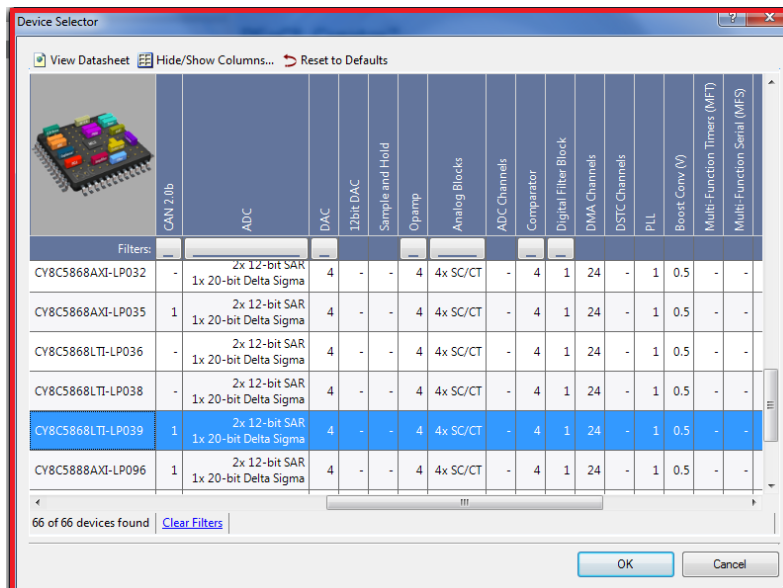 Device Selector
View Datasheet Hide/Show Columns... Reset to Defaults
CAN 2.0b ADC DAC 12bit DAC Sample and Hold Opamp Analog Blocks ADC Channels Comparator Digital Filter Block DMA Channels DSTC Channels PLL Boost Conv (V) Multi-Function Timers (MFT) Multi-Function Serial (MFS)
Filters: ... ... ... ... ... ... ...
2x 12-bit SAR
CY8C5868AXI-LP032 - 4 - - 4 4x SC/CT - 4 1 24 - 1 0.5 - -
1x 20-bit Delta Sigma
2x 12-bit SAR
CY8C5868AXI-LP035 1 4 - - 4 4x SC/CT - 4 1 24 - 1 0.5 - -
1x 20-bit Delta Sigma
2x 12-bit SAR
CY8C5868LTI-LP036 - 4 - - 4 4x SC/CT - 4 1 24 - 1 0.5 - -
1x 20-bit Delta Sigma
2x 12-bit SAR
CY8C5868LTI-LP038 - 4 - - 4 4x SC/CT - 4 1 24 - 1 0.5 - -
1x 20-bit Delta Sigma
2x 12-bit SAR
CY8C5868LTI-LP039 1 4 - - 4 4x SC/CT - 4 1 24 - 1 0.5 - -
1x 20-bit Delta Sigma
2x 12-bit SAR
CY8C5888AXI-LP096 1 4 - - 4 4x SC/CT - 4 1 24 - 1 0.5 - -
1x 20-bit Delta Sigma
66 of 66 devices found Clear Filters
OK Cancel